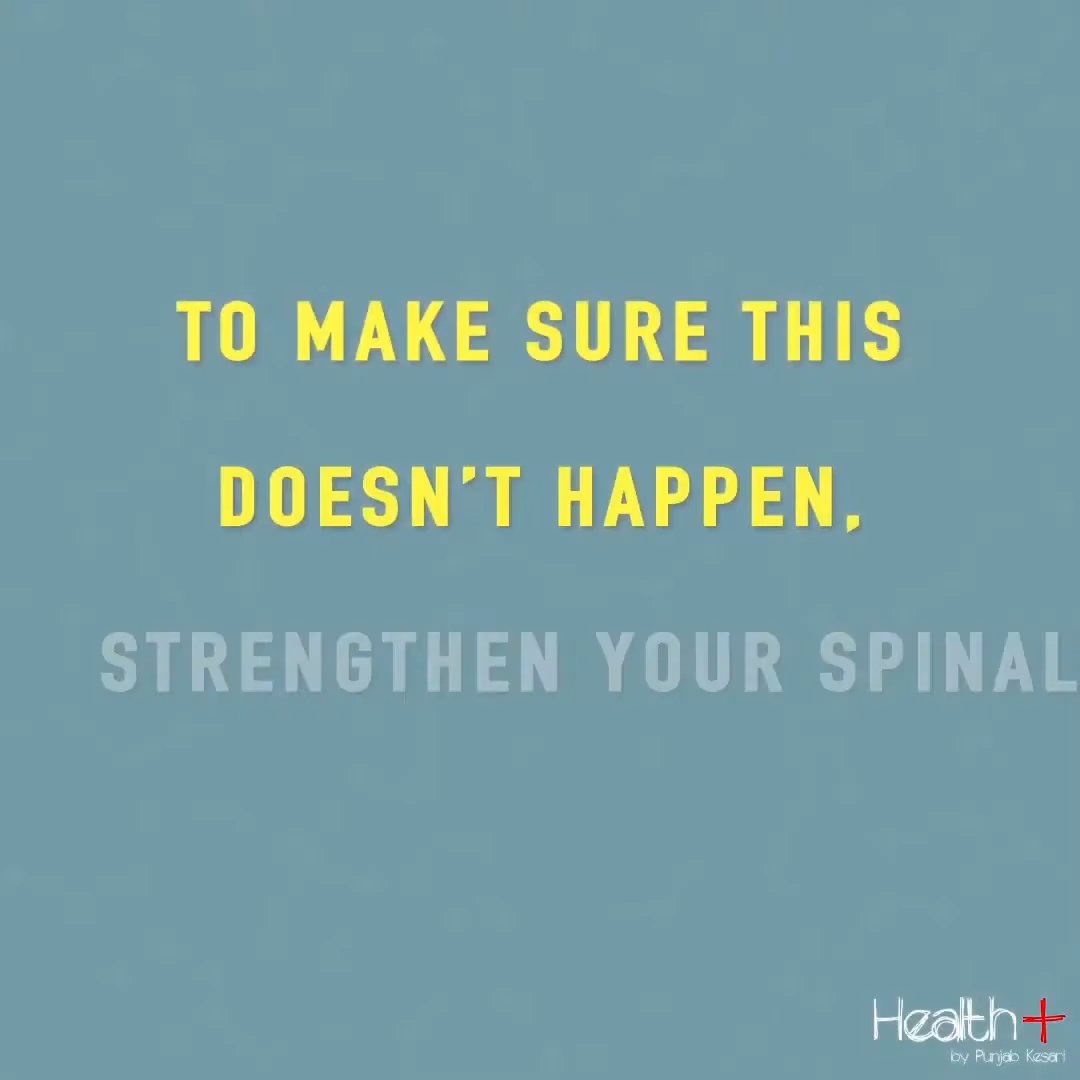 TO MAKE SURE THIS
DOESN'T HAPPEN,
STRENGTHEN YOUR SPINAL
Health+
by Punjab Kesari